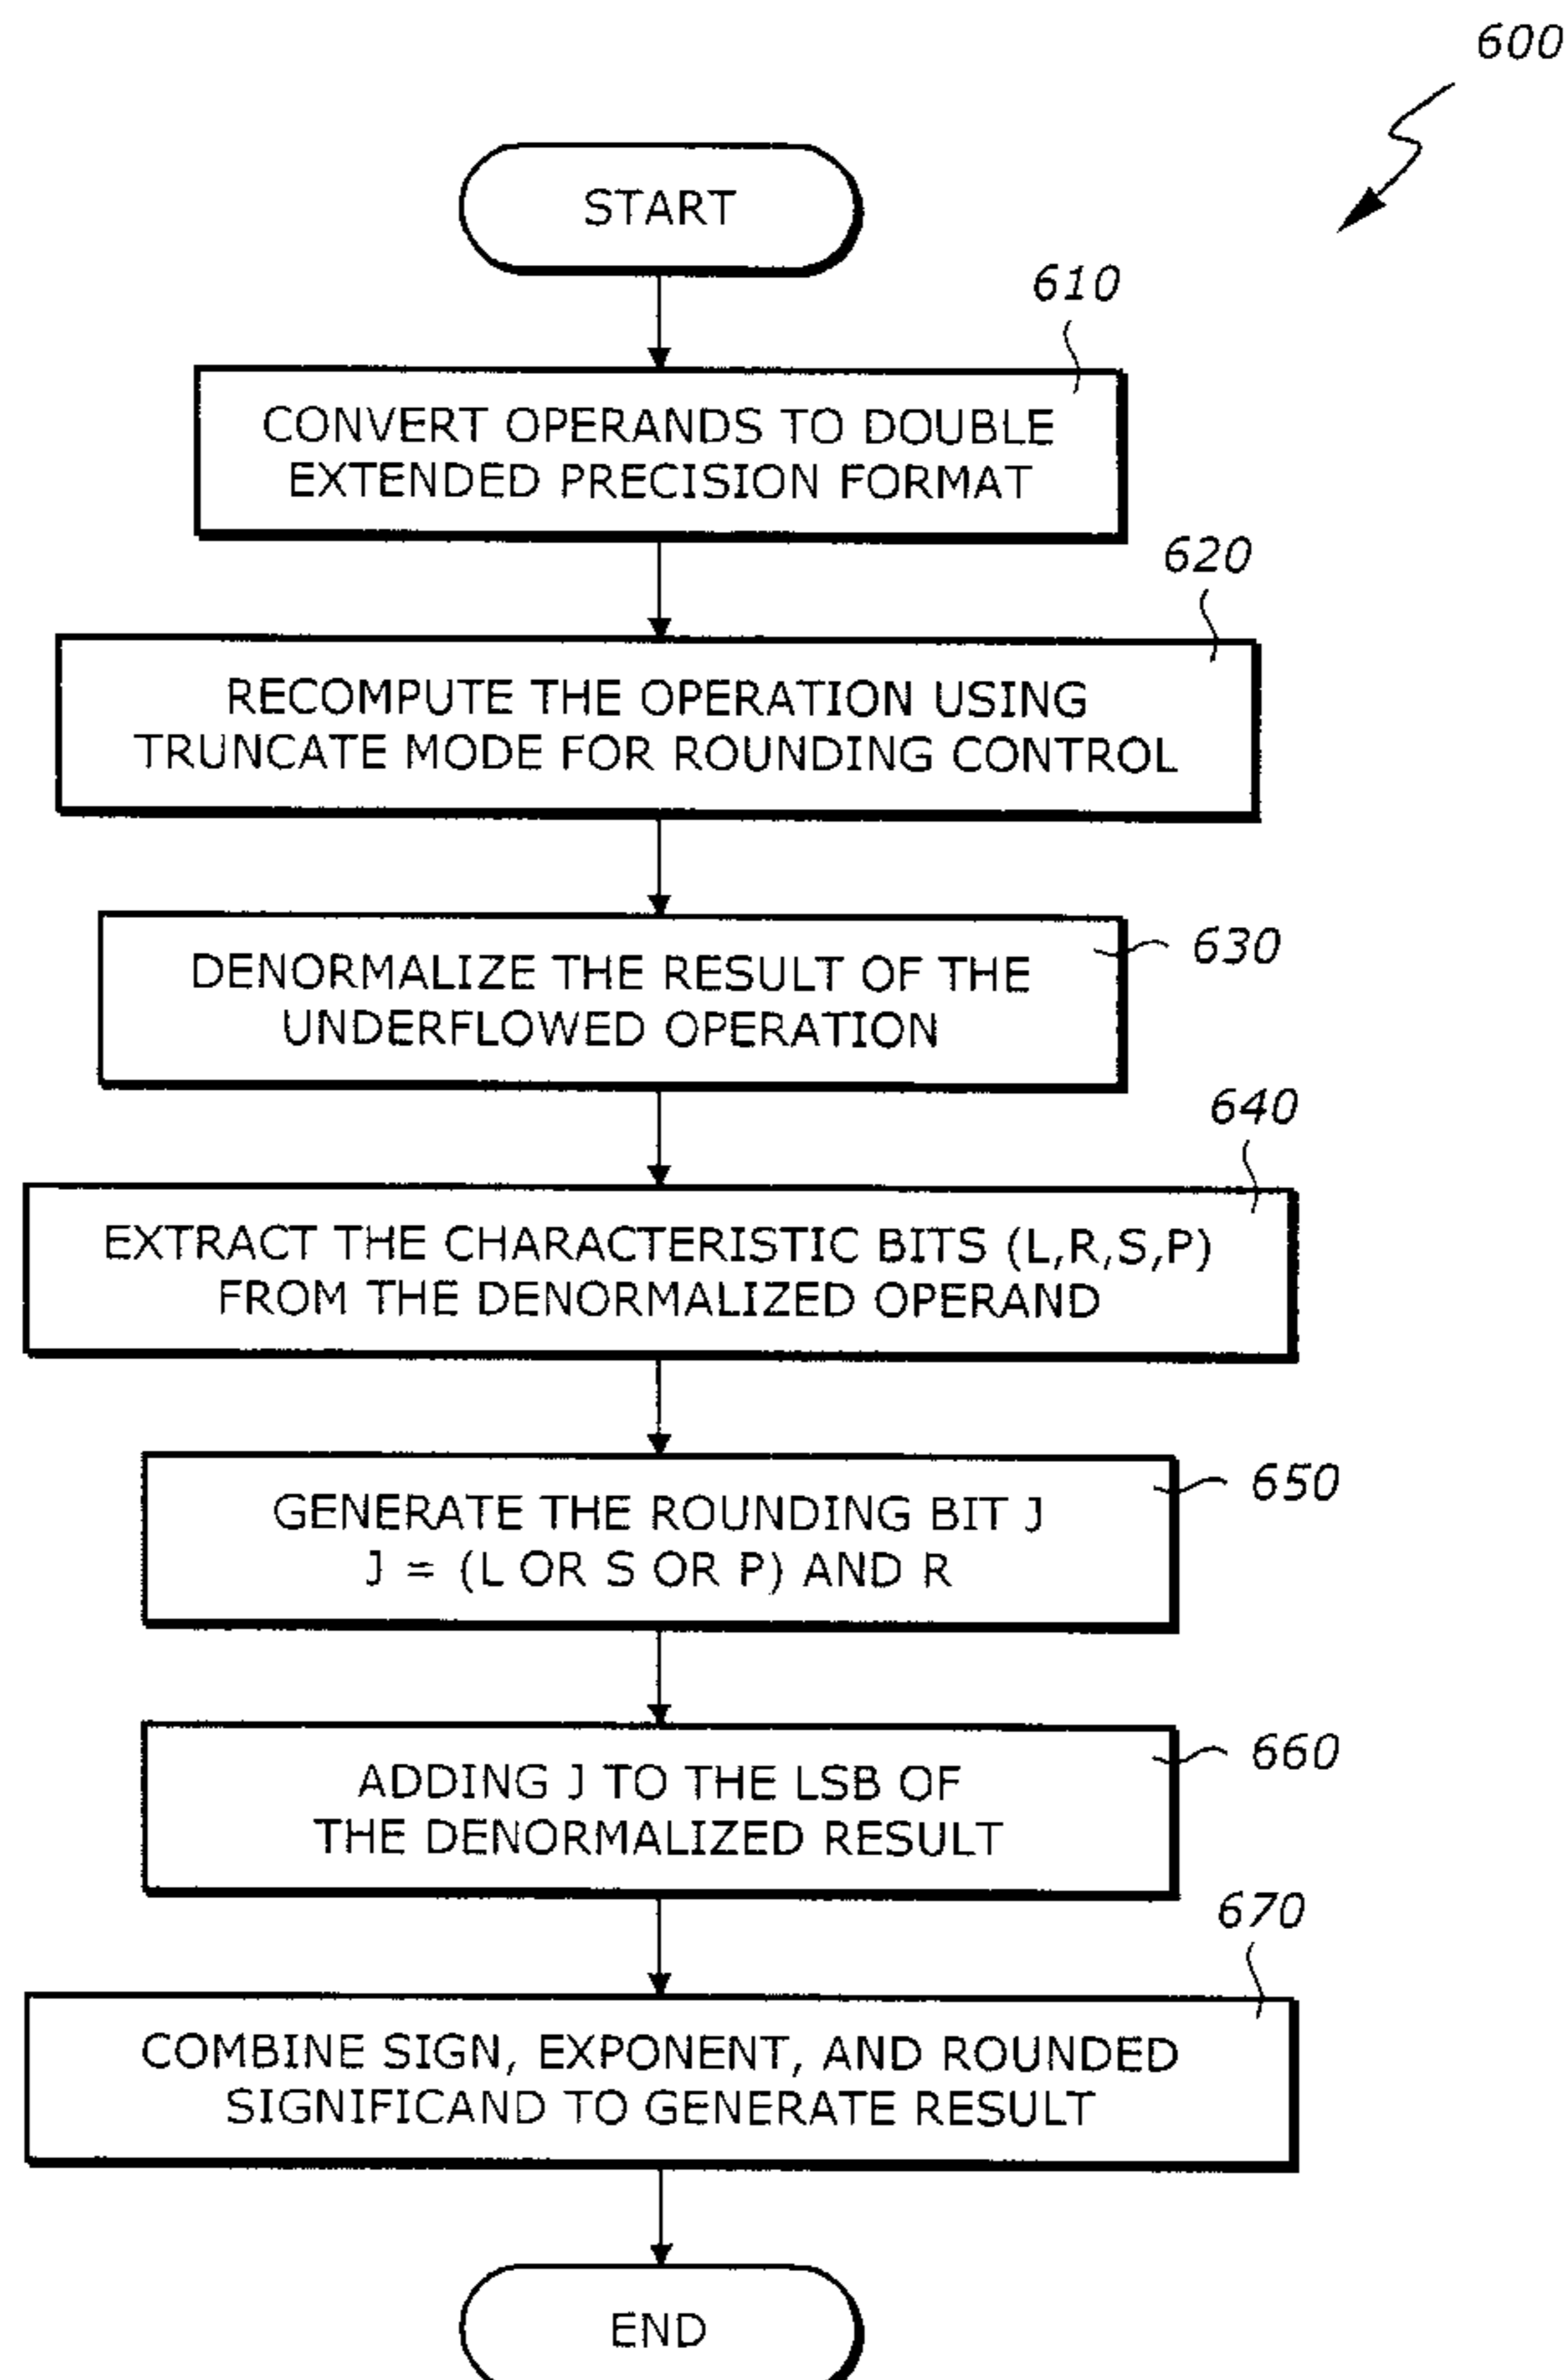 600
START
610
CONVERT OPERANDS TO DOUBLE
EXTENDED PRECISION FORMAT
620
RECOMPUTE THE OPERATION USING
TRUNCATE MODE FOR ROUNDING CONTROL
630
DENORMALIZE THE RESULT OF THE
UNDERFLOWED OPERATION
640
EXTRACT THE CHARACTERISTIC BITS (L,R,S,P)
FROM THE DENORMALIZED OPERAND
650
GENERATE THE ROUNDING BIT J
J = (L OR S OR P) AND R
660
ADDING J TO THE LSB OF
THE DENORMALIZED RESULT
670
COMBINE SIGN, EXPONENT, AND ROUNDED
SIGNIFICAND TO GENERATE RESULT
END